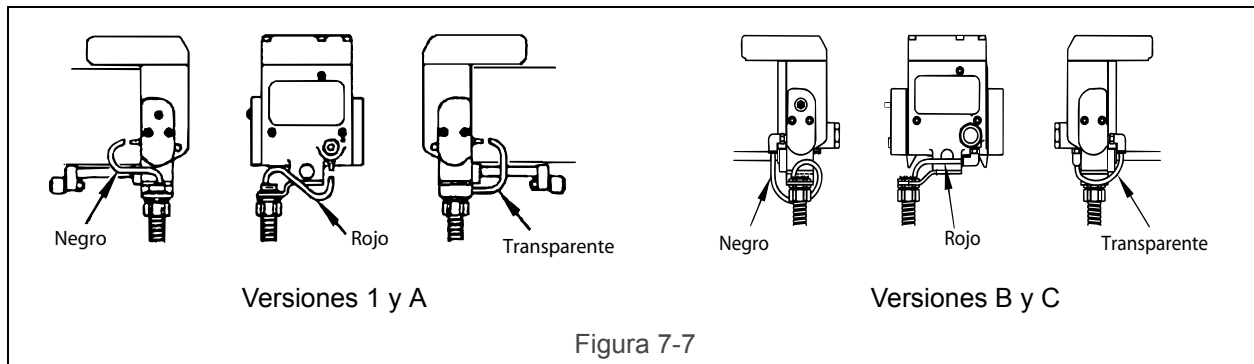 Negro
Rojo
Transparente
Negro
Rojo
Transparente
Versiones 1 y A
Versiones B y C
Figura 7-7